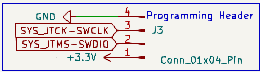 GND 4 Programming Header
SYS_JTCK-SWCLK 3 J3
SYS_JTMS-SWDIO 2
+3.3V 1 Conn_01x04_Pin